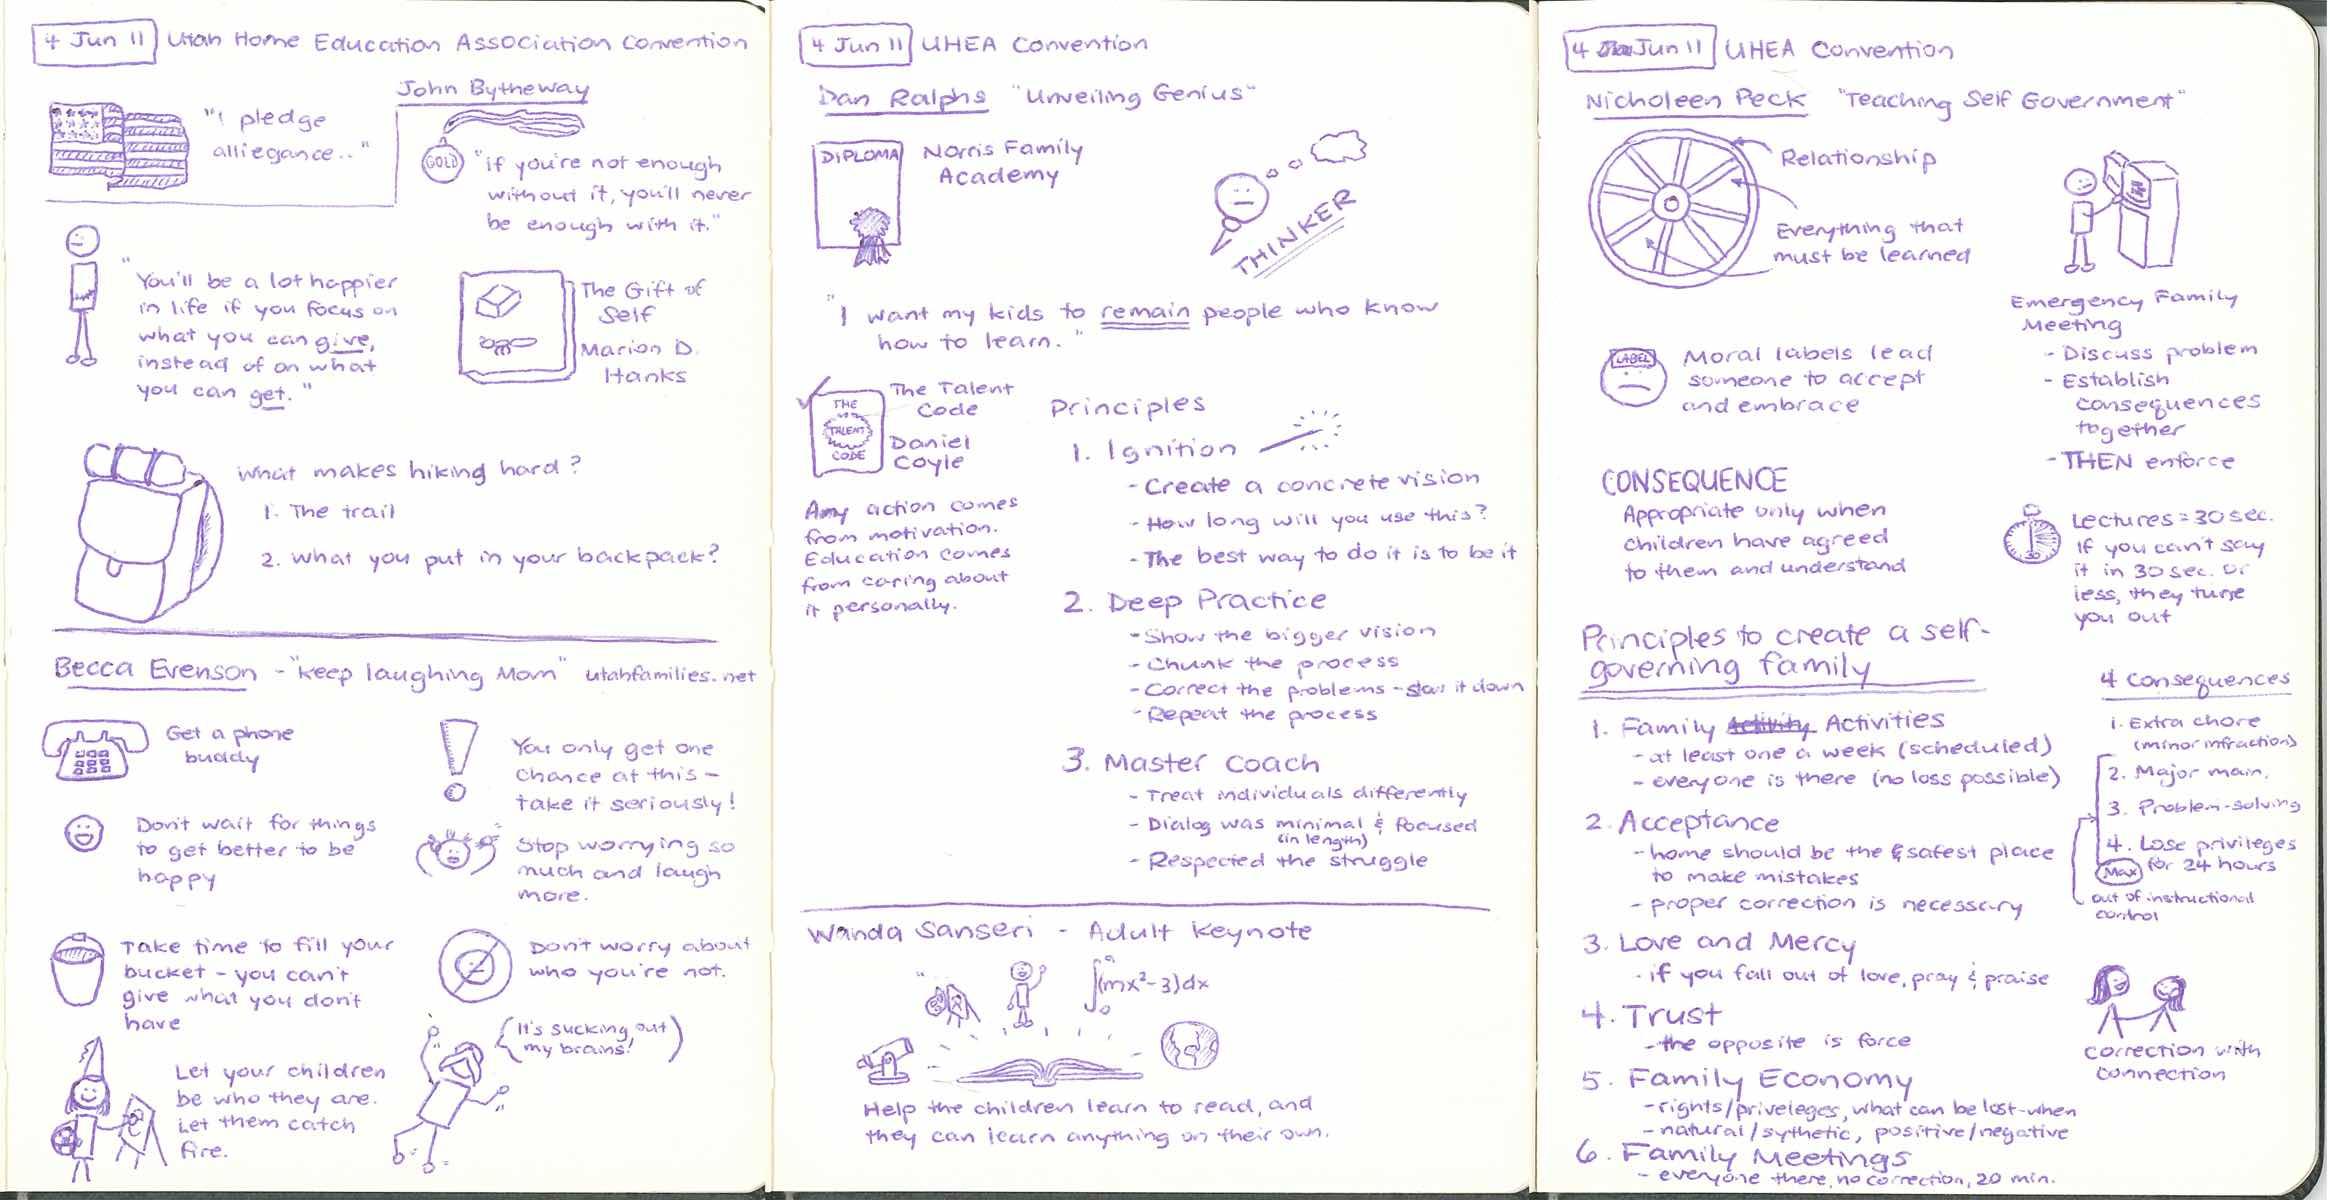 4 Jun 11 Utah Home Education Association Convention
"I pledge
alliegance.."
John Bytheway
GOLD
"if you're not enough
without it, you'll never
be enough with it."
"You'll be a lot happier
in life if you focus on
what you can give,
instead of on what
you can get."
The Gift of
Self
Marion D.
Hanks
What makes hiking hard?
1. The trail
2. What you put in your backpack?
Becca Evenson - "keep laughing Mom" utahfamilies.net
Get a phone
buddy
You only get one
chance at this -
take it seriously!
Don't wait for things
to get better to be
happy
Stop worrying so
much and laugh
more.
Take time to fill your
bucket - you can't
give what you don't
have
Don't worry about
who you're not.
Let your children
be who they are.
Let them catch
fire.
(It's sucking out
my brains!)
4 Jun 11 UHEA Convention
Dan Ralphs "Unveiling Genius"
DIPLOMA
Norris Family
Academy
THINKER
"I want my kids to remain people who know
how to learn."
THE
TALENT
CODE
The Talent
Code
Daniel
Coyle
Any action comes
from motivation.
Education comes
from caring about
it personally.
Principles
1. Ignition
- Create a concrete vision
- How long will you use this?
- The best way to do it is to be it
2. Deep Practice
- Show the bigger vision
- Chunk the process
- Correct the problems - slow it down
- Repeat the process
3. Master Coach
- Treat individuals differently
- Dialog was minimal & focused
(in length)
- Respected the struggle
Wanda Sanseri - Adult Keynote
∫(mx²-3)dx
Help the children learn to read, and
they can learn anything on their own.
4 Jun 11 UHEA Convention
Nicholeen Peck "Teaching Self Government"
Relationship
Everything that
must be learned
Emergency Family
Meeting
- Discuss problem
- Establish
consequences
together
- THEN enforce
LABEL
Moral labels lead
someone to accept
and embrace
CONSEQUENCE
Appropriate only when
children have agreed
to them and understand
Lectures = 30 sec.
If you can't say
it in 30 sec. or
less, they tune
you out
Principles to create a self-
governing family
1. Family Activity Activities
- at least one a week (scheduled)
- everyone is there (no loss possible)
2. Acceptance
- home should be the safest place
to make mistakes
- proper correction is necessary
3. Love and Mercy
- if you fall out of love, pray & praise
4. Trust
- the opposite is force
5. Family Economy
- rights/priveleges, what can be lost-when
- natural/sythetic, positive/negative
6. Family Meetings
- everyone there, no correction, 20 min.
4 Consequences
1. Extra chore
(minor infraction)
2. Major main.
3. Problem-solving
4. Lose privileges
Max for 24 hours
out of instructional
control
Correction with
connection